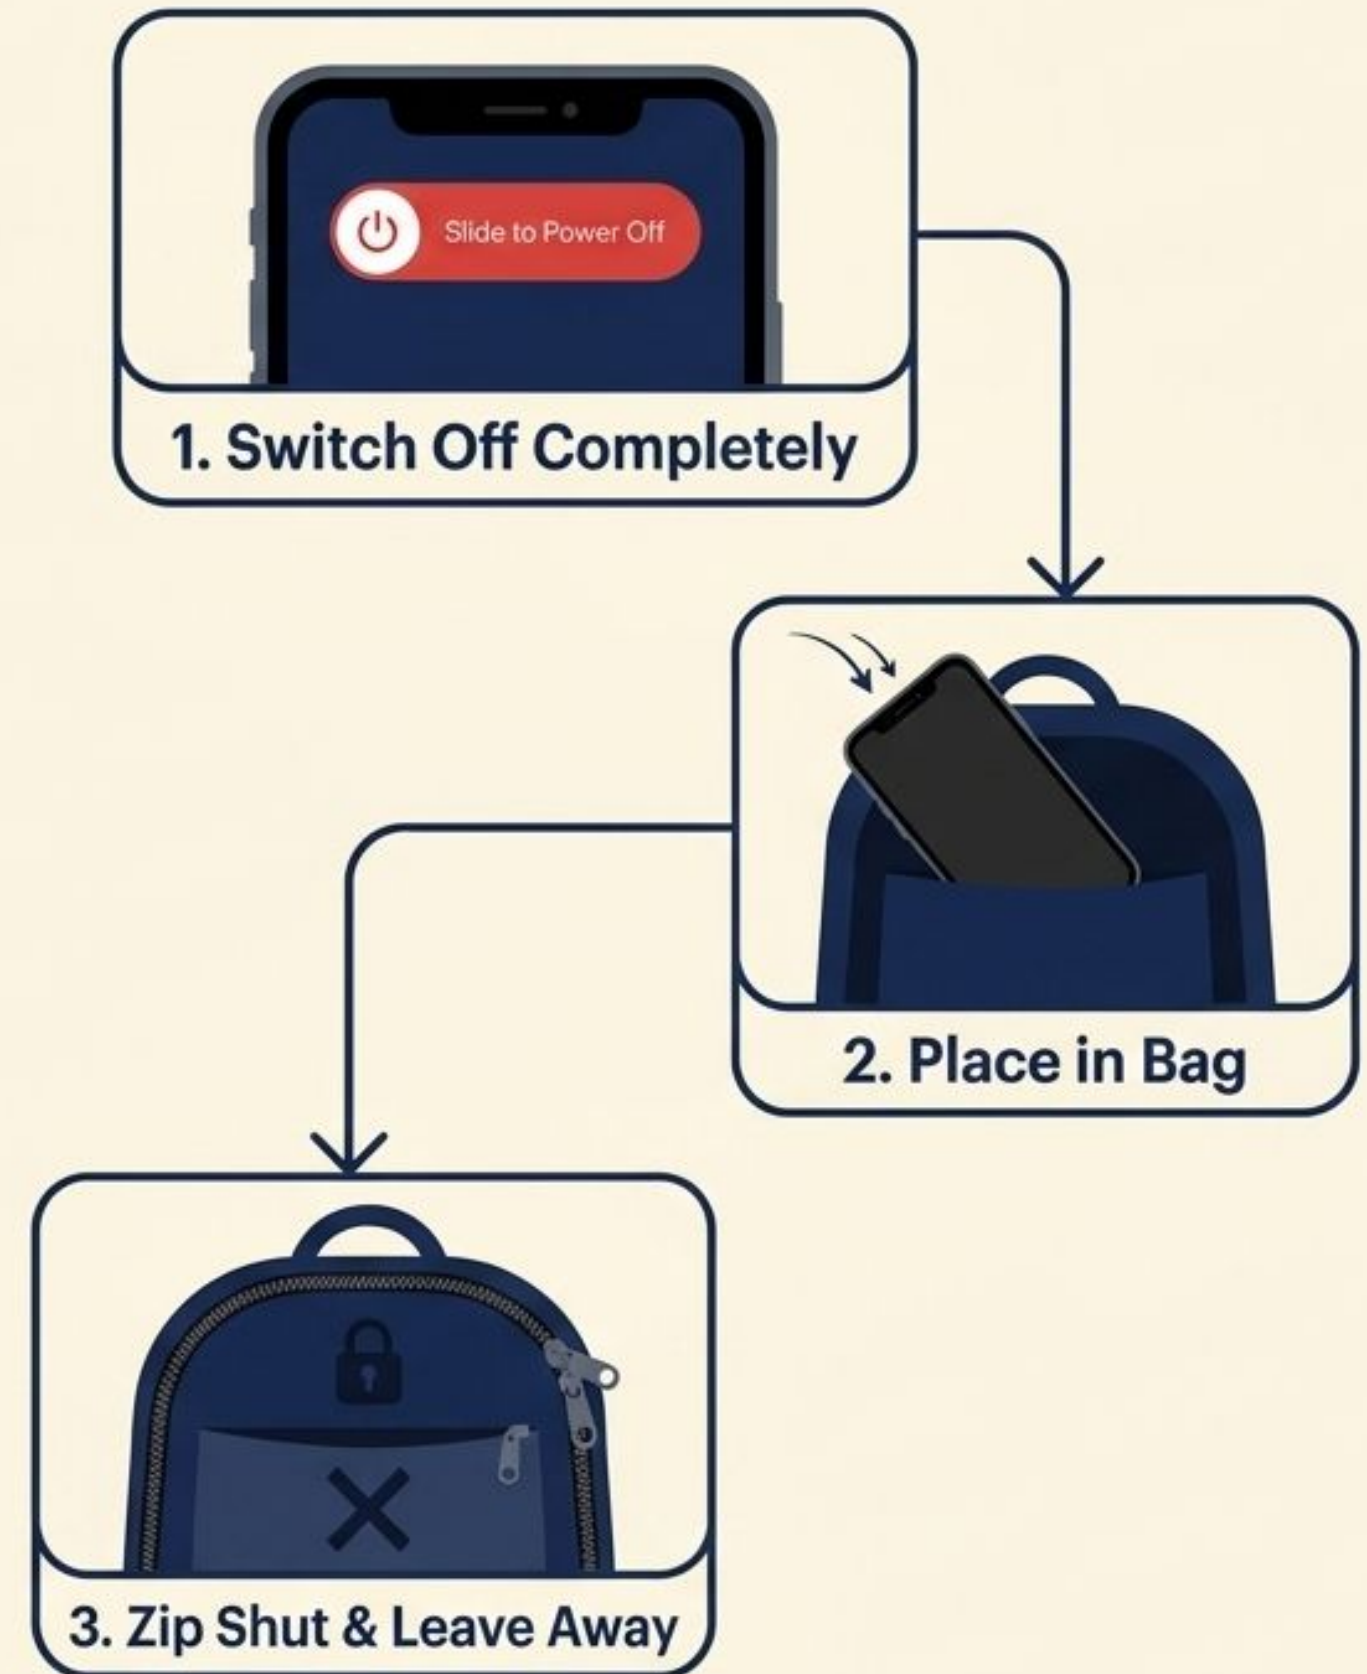 Slide to Power Off
1. Switch Off Completely
2. Place in Bag
3. Zip Shut & Leave Away